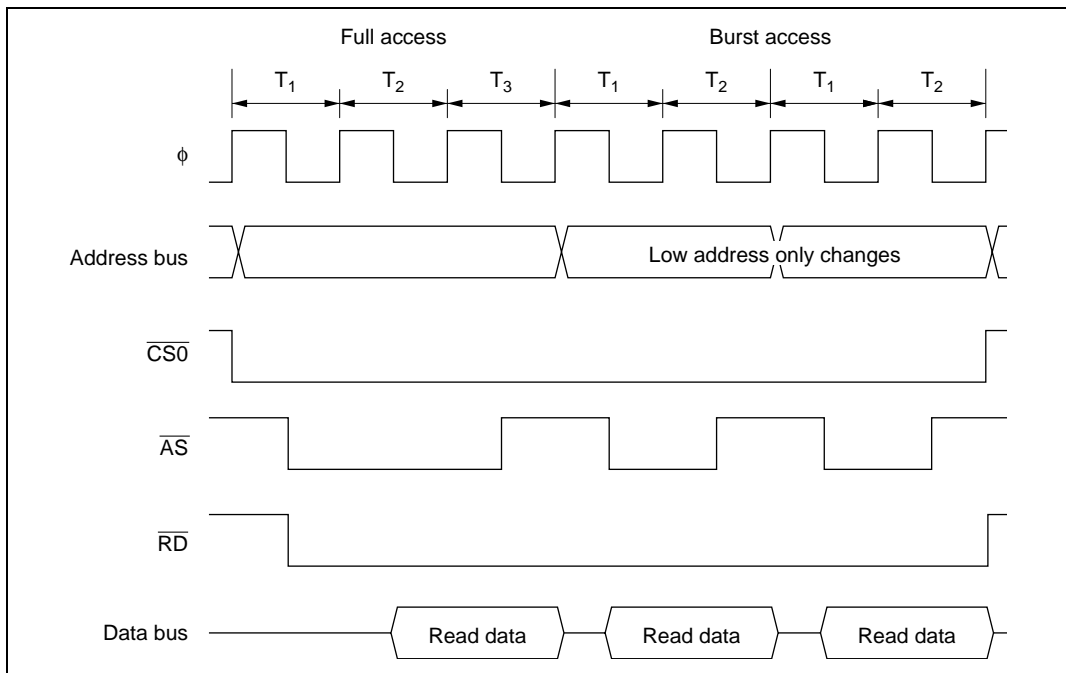 Full access Burst access
T1 T2 T3 T1 T2 T1 T2
ϕ
Address bus Low address only changes
CS0
AS
RD
Data bus Read data Read data Read data